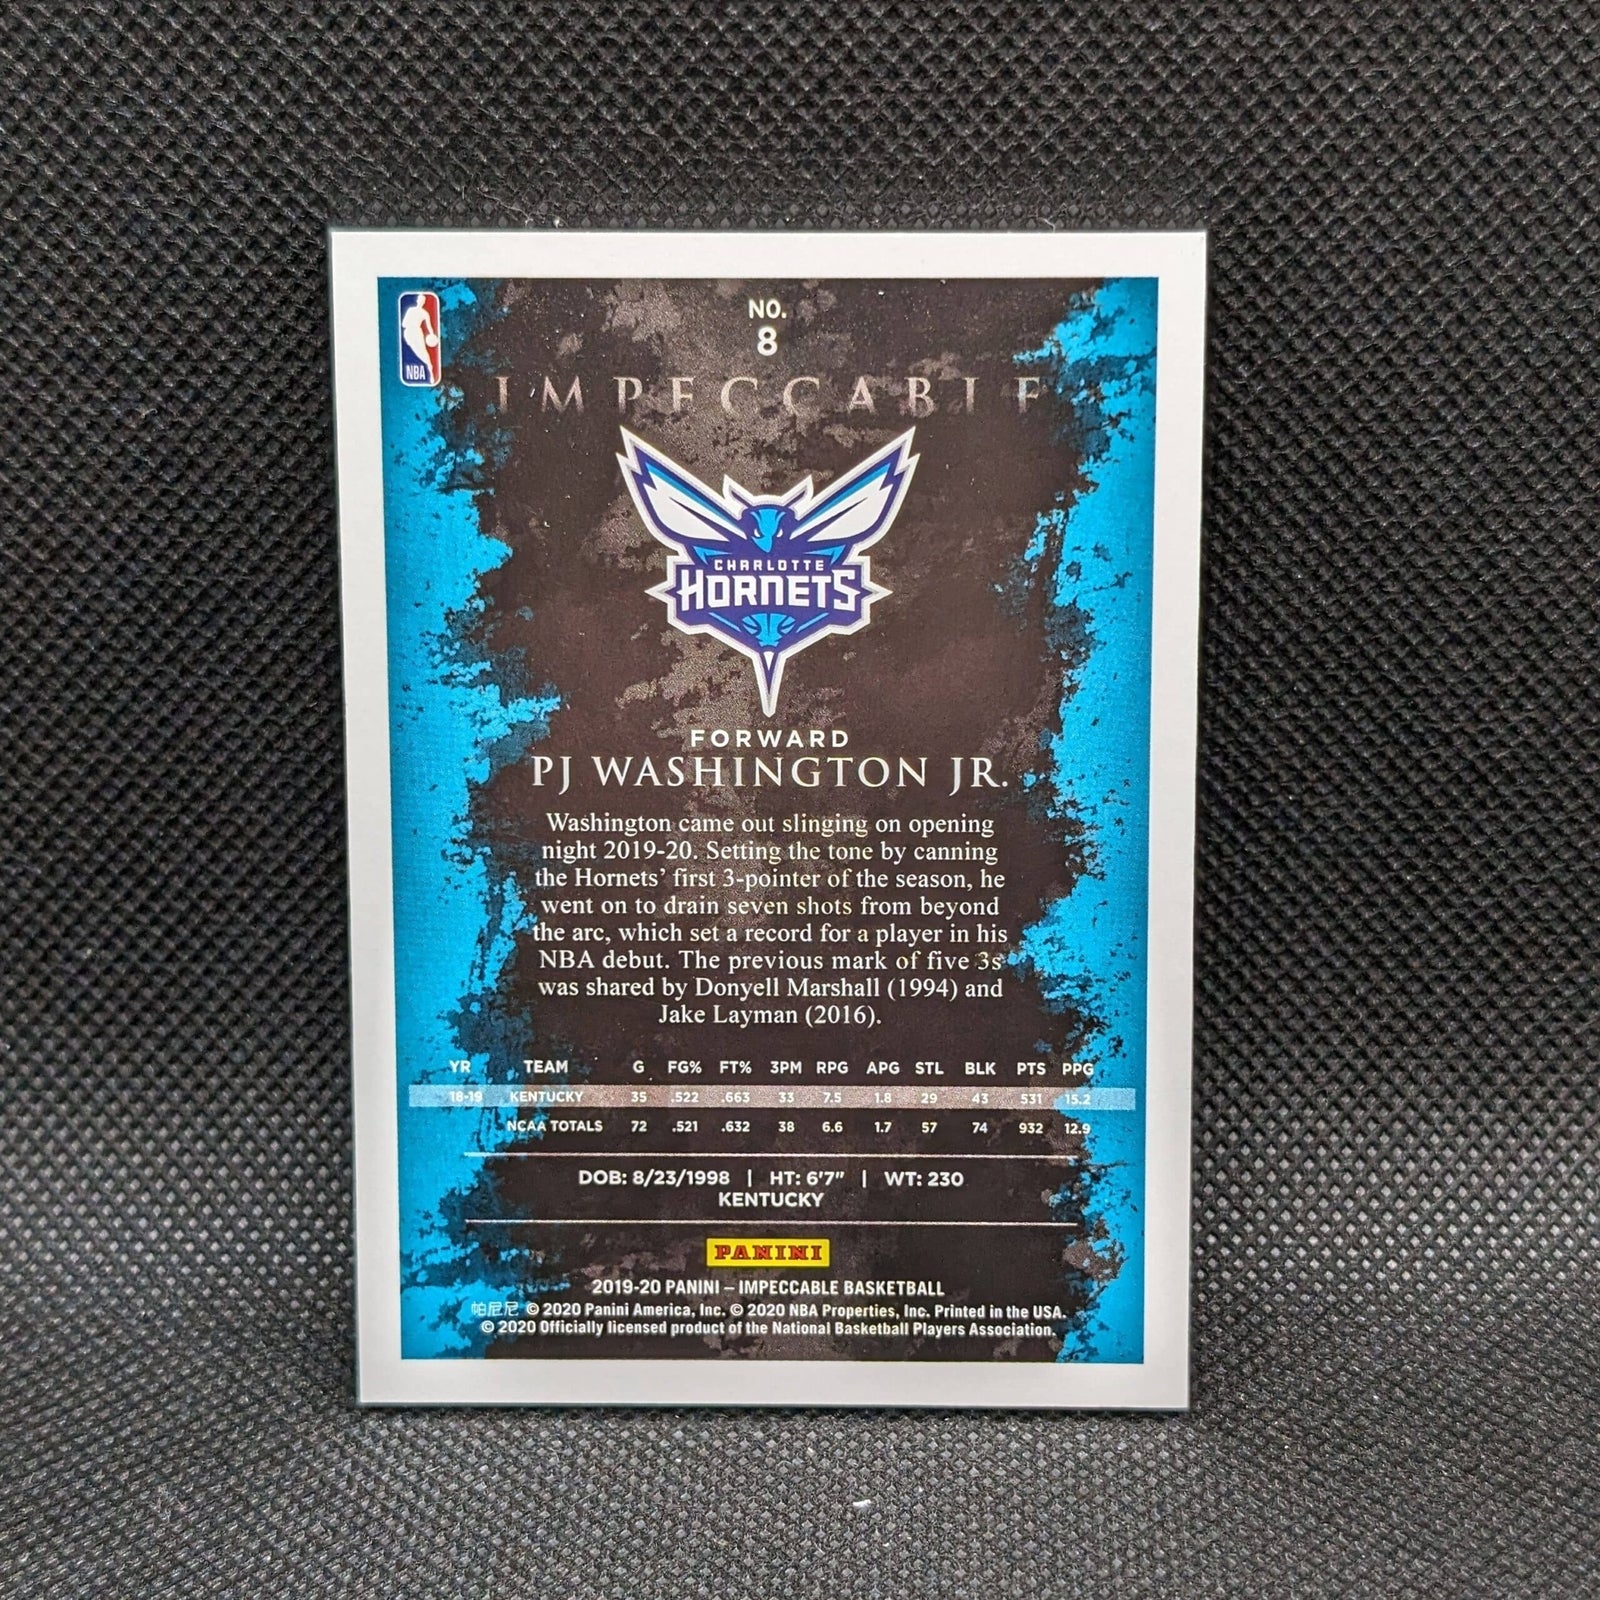 NBA
NO.
8
IMPECCABLE
CHARLOTTE
HORNETS
FORWARD
PJ WASHINGTON JR.
Washington came out slinging on opening
night 2019-20. Setting the tone by canning
the Hornets' first 3-pointer of the season, he
went on to drain seven shots from beyond
the arc, which set a record for a player in his
NBA debut. The previous mark of five 3s
was shared by Donyell Marshall (1994) and
Jake Layman (2016).
YR TEAM G FG% FT% 3PM RPG APG STL BLK PTS PPG
18-19 KENTUCKY 35 .522 .663 33 7.5 1.8 29 43 531 15.2
NCAA TOTALS 72 .521 .632 38 6.6 1.7 57 74 932 12.9
DOB: 8/23/1998 | HT: 6'7" | WT: 230
KENTUCKY
PANINI
2019-20 PANINI – IMPECCABLE BASKETBALL
帕尼尼 © 2020 Panini America, Inc. © 2020 NBA Properties, Inc. Printed in the USA.
© 2020 Officially licensed product of the National Basketball Players Association.